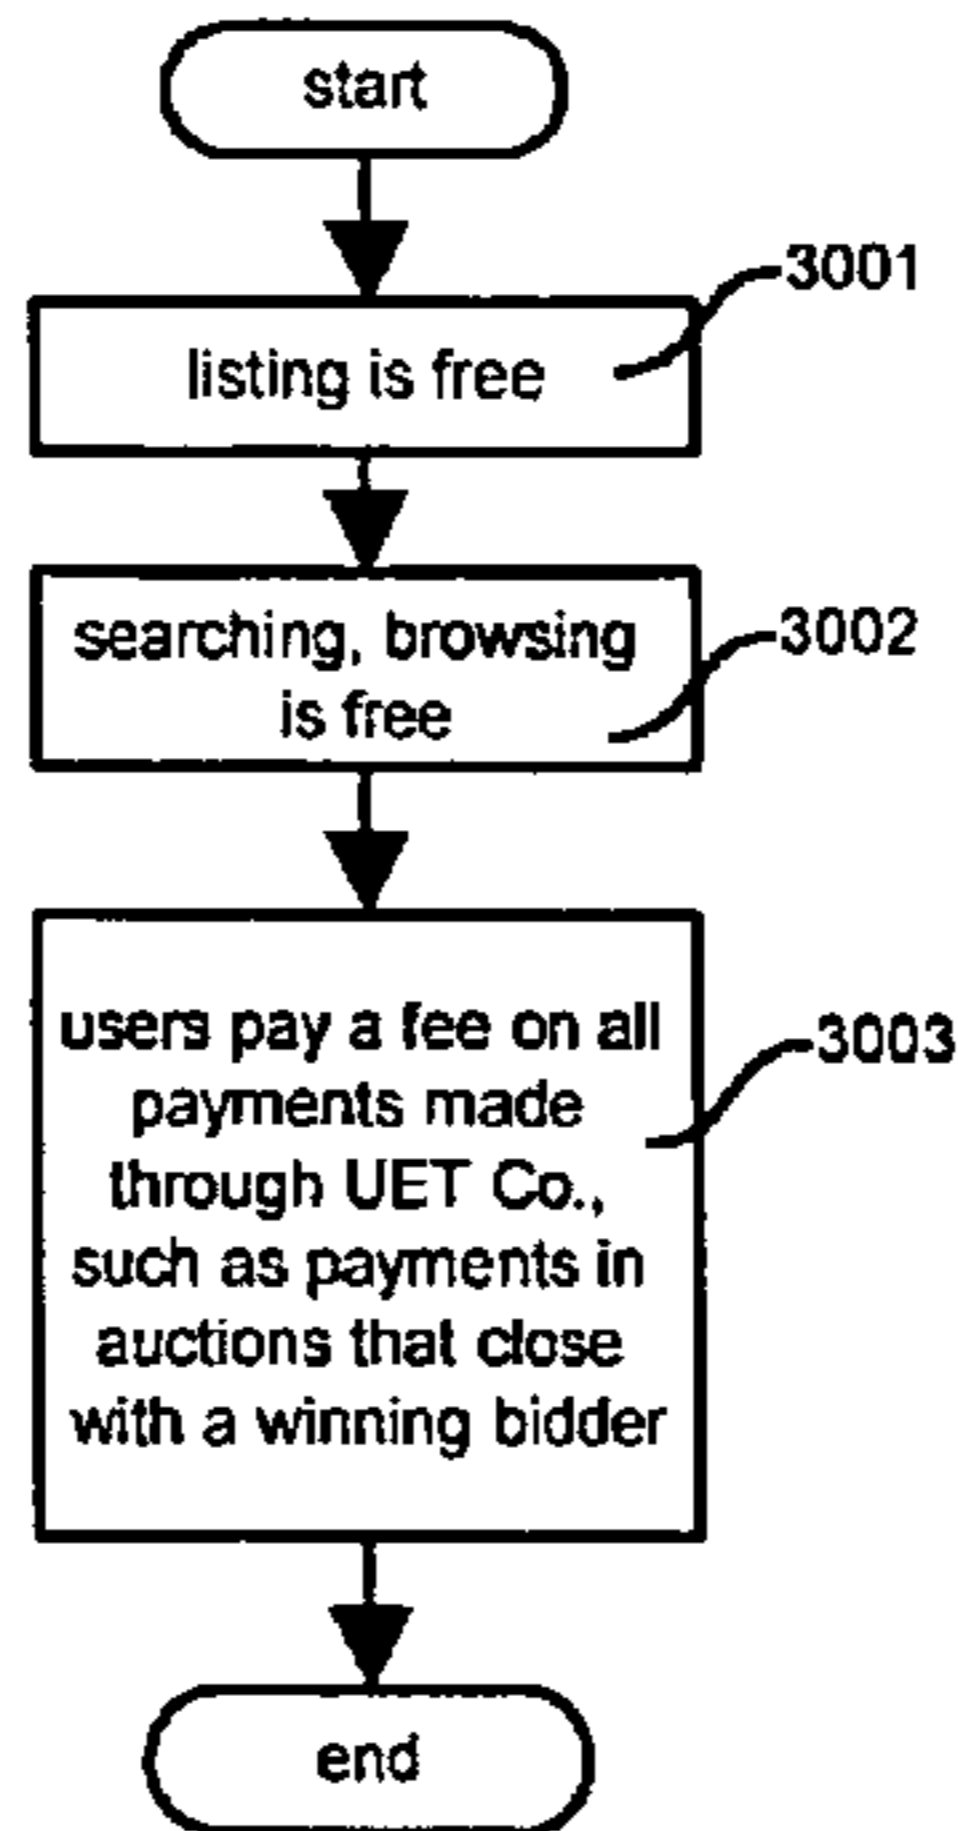 start
3001
listing is free
searching, browsing
is free
3002
users pay a fee on all
payments made
through UET Co.,
such as payments in
auctions that close
with a winning bidder
3003
end